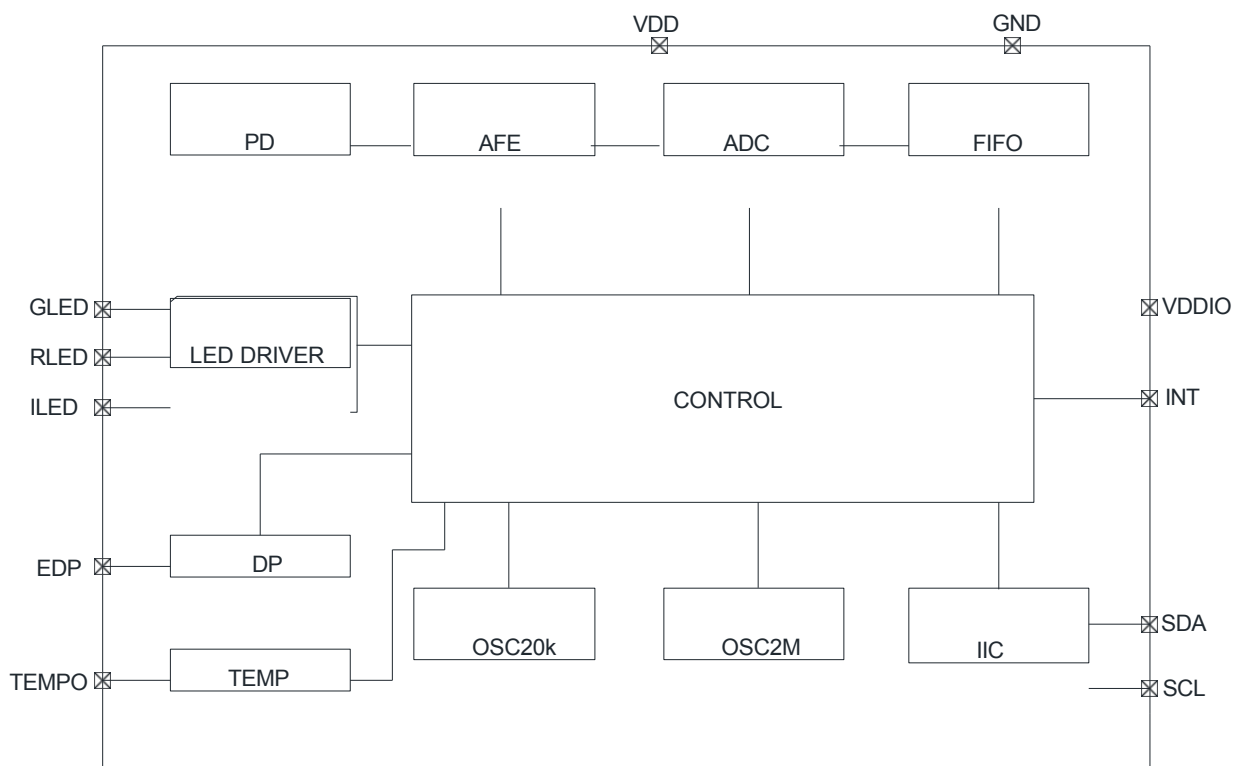 VDD
GND
PD
AFE
ADC
FIFO
GLED
VDDIO
RLED
LED DRIVER
ILED
CONTROL
INT
EDP
DP
OSC20k
OSC2M
IIC
SDA
TEMPO
TEMP
SCL